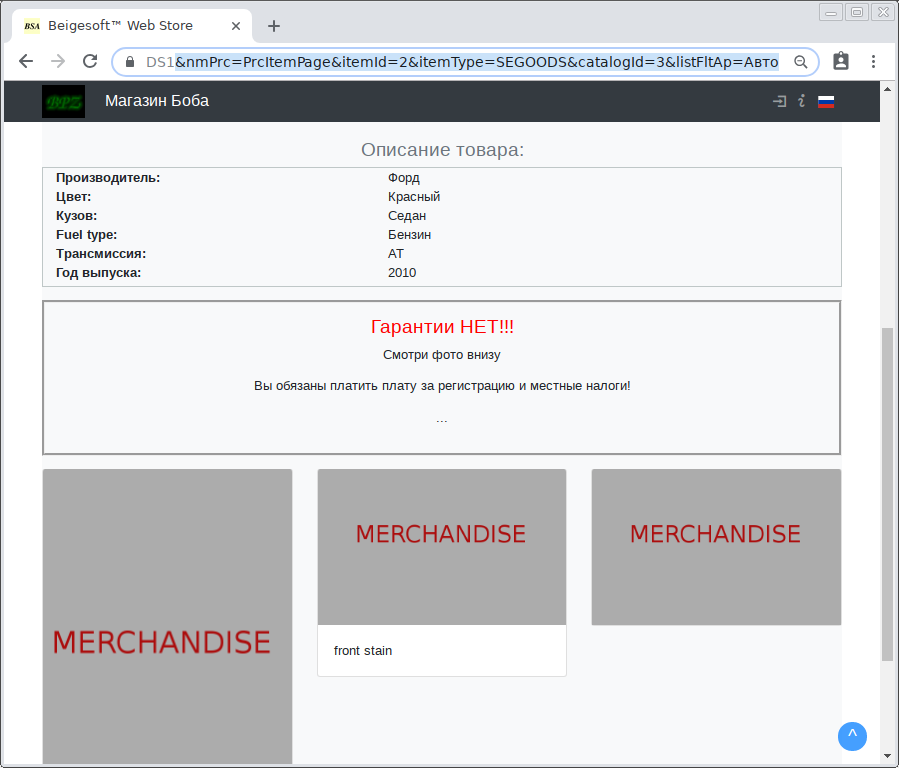 BSA Beigesoft™ Web Store
DS1&nmPrc=PrcItemPage&itemId=2&itemType=SEGOODS&catalogId=3&listFltAp=Авто
BPZ Магазин Боба
Описание товара:
Производитель: Форд
Цвет: Красный
Кузов: Седан
Fuel type: Бензин
Трансмиссия: АТ
Год выпуска: 2010
Гарантии НЕТ!!!
Смотри фото внизу
Вы обязаны платить плату за регистрацию и местные налоги!
...
MERCHANDISE MERCHANDISE
MERCHANDISE
front stain
^